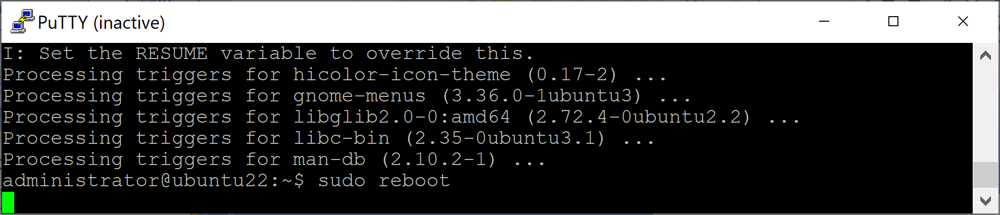 PuTTY (inactive)
I: Set the RESUME variable to override this.
Processing triggers for hicolor-icon-theme (0.17-2) ...
Processing triggers for gnome-menus (3.36.0-1ubuntu3) ...
Processing triggers for libglib2.0-0:amd64 (2.72.4-0ubuntu2.2) ...
Processing triggers for libc-bin (2.35-0ubuntu3.1) ...
Processing triggers for man-db (2.10.2-1) ...
administrator@ubuntu22:~$ sudo reboot